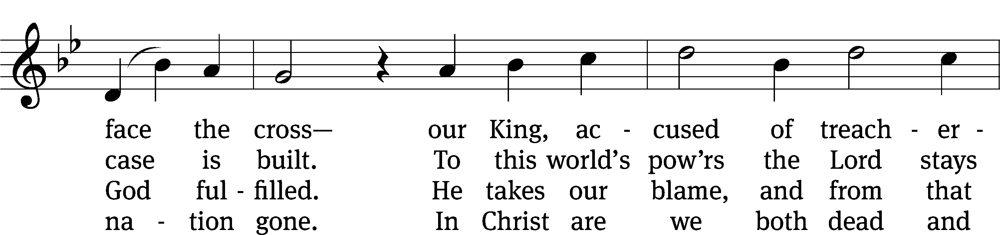 face the cross— our King, ac - cused of treach - er -
case is built. To this world’s pow’rs the Lord stays
God ful - filled. He takes our blame, and from that
na - tion gone. In Christ are we both dead and